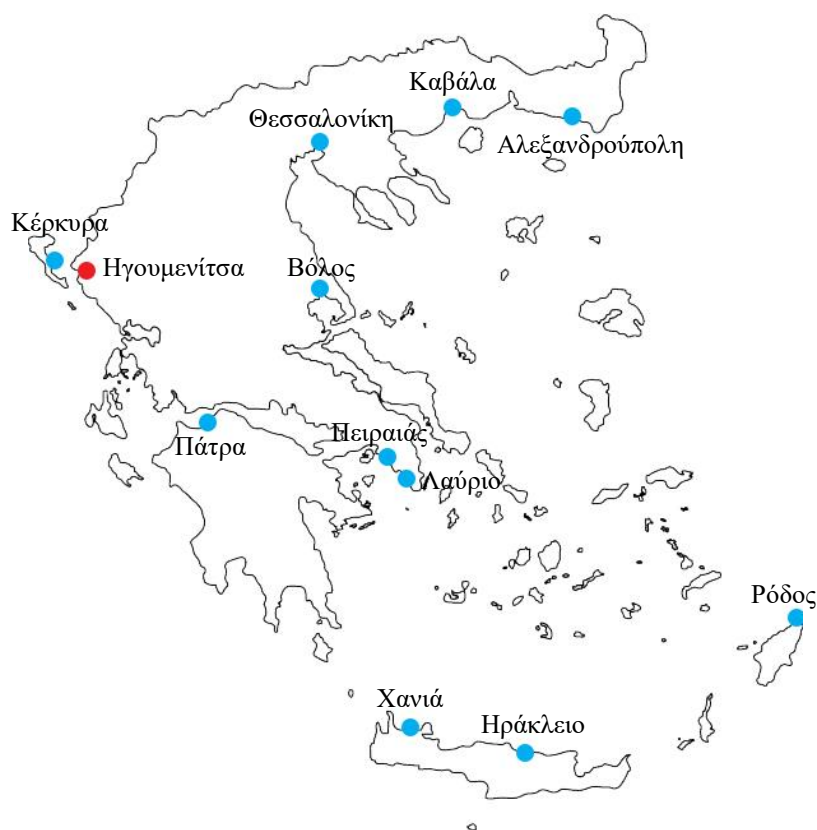 Καβάλα
Θεσσαλονίκη
Αλεξανδρούπολη
Κέρκυρα
Ηγουμενίτσα
Βόλος
Πάτρα
Πειραιάς
Λαύριο
Ρόδος
Χανιά
Ηράκλειο